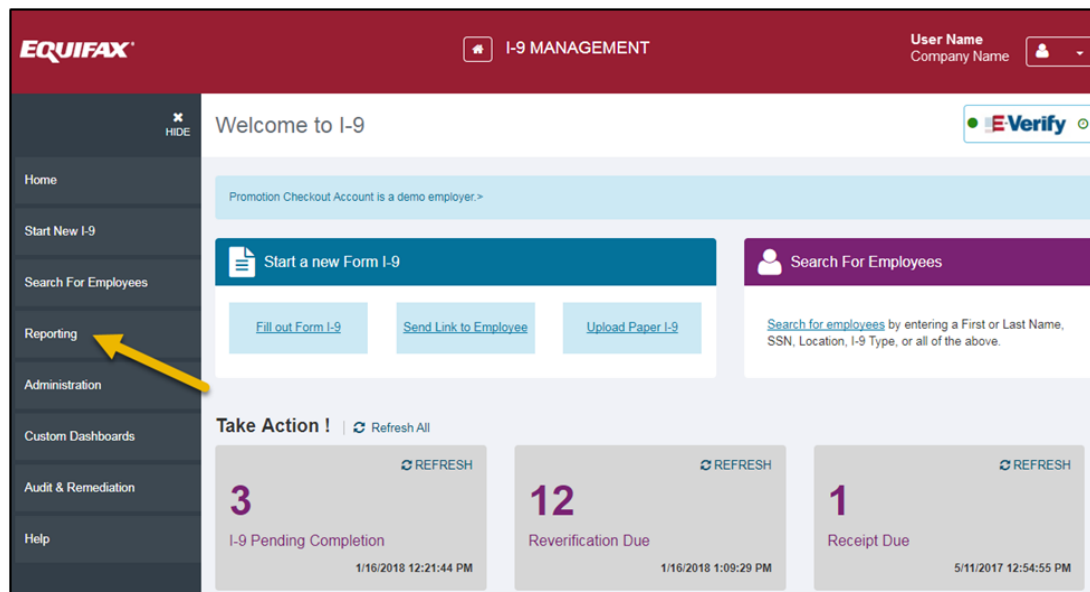 EQUIFAX
I-9 MANAGEMENT
User Name
Company Name
HIDE
Home
Start New I-9
Search For Employees
Reporting
Administration
Custom Dashboards
Audit & Remediation
Help
Welcome to I-9
E-Verify
Promotion Checkout Account is a demo employer.>
Start a new Form I-9
Fill out Form I-9
Send Link to Employee
Upload Paper I-9
Search For Employees
Search for employees by entering a First or Last Name,
SSN, Location, I-9 Type, or all of the above.
Take Action ! | Refresh All
REFRESH
3
I-9 Pending Completion
1/16/2018 12:21:44 PM
REFRESH
12
Reverification Due
1/16/2018 1:09:29 PM
REFRESH
1
Receipt Due
5/11/2017 12:54:55 PM